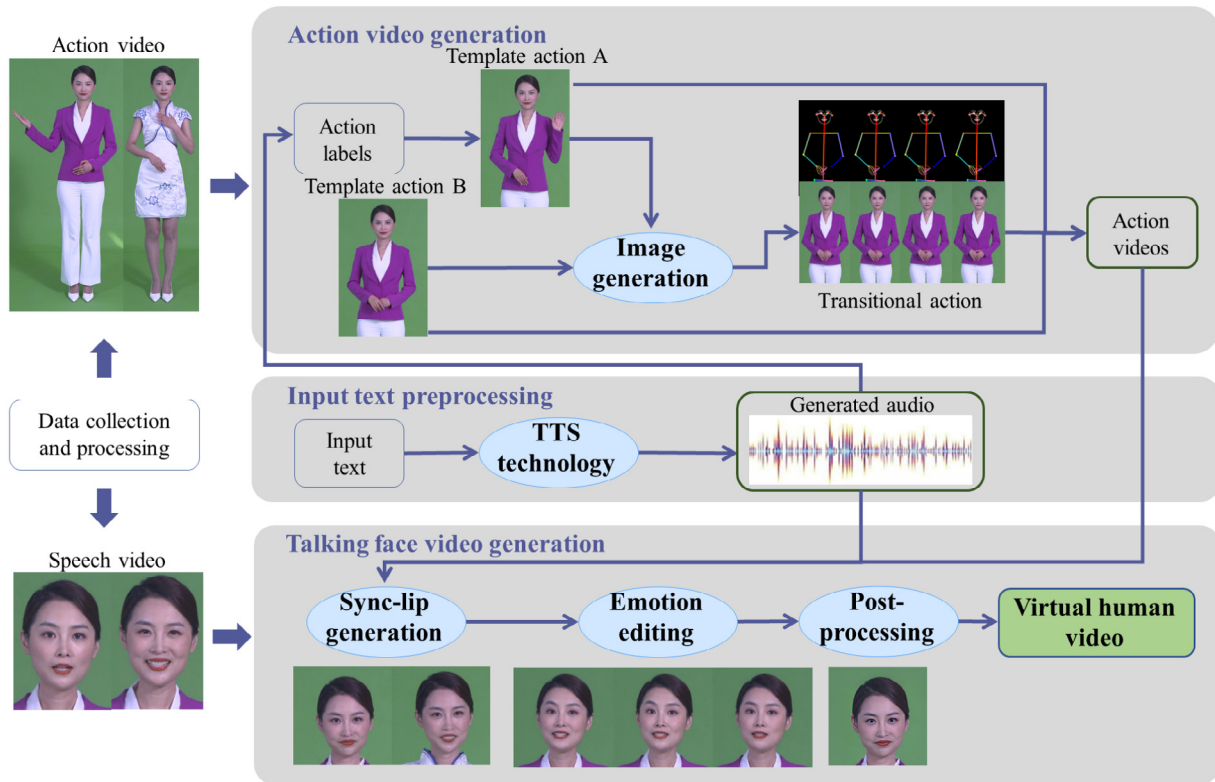 Action video
Action video generation
Template action A
Action
labels
Template action B
Image
generation
Transitional action
Action
videos
Data collection
and processing
Input text preprocessing
Input
text
TTS
technology
Generated audio
Speech video
Talking face video generation
Sync-lip
generation
Emotion
editing
Post-
processing
Virtual human
video